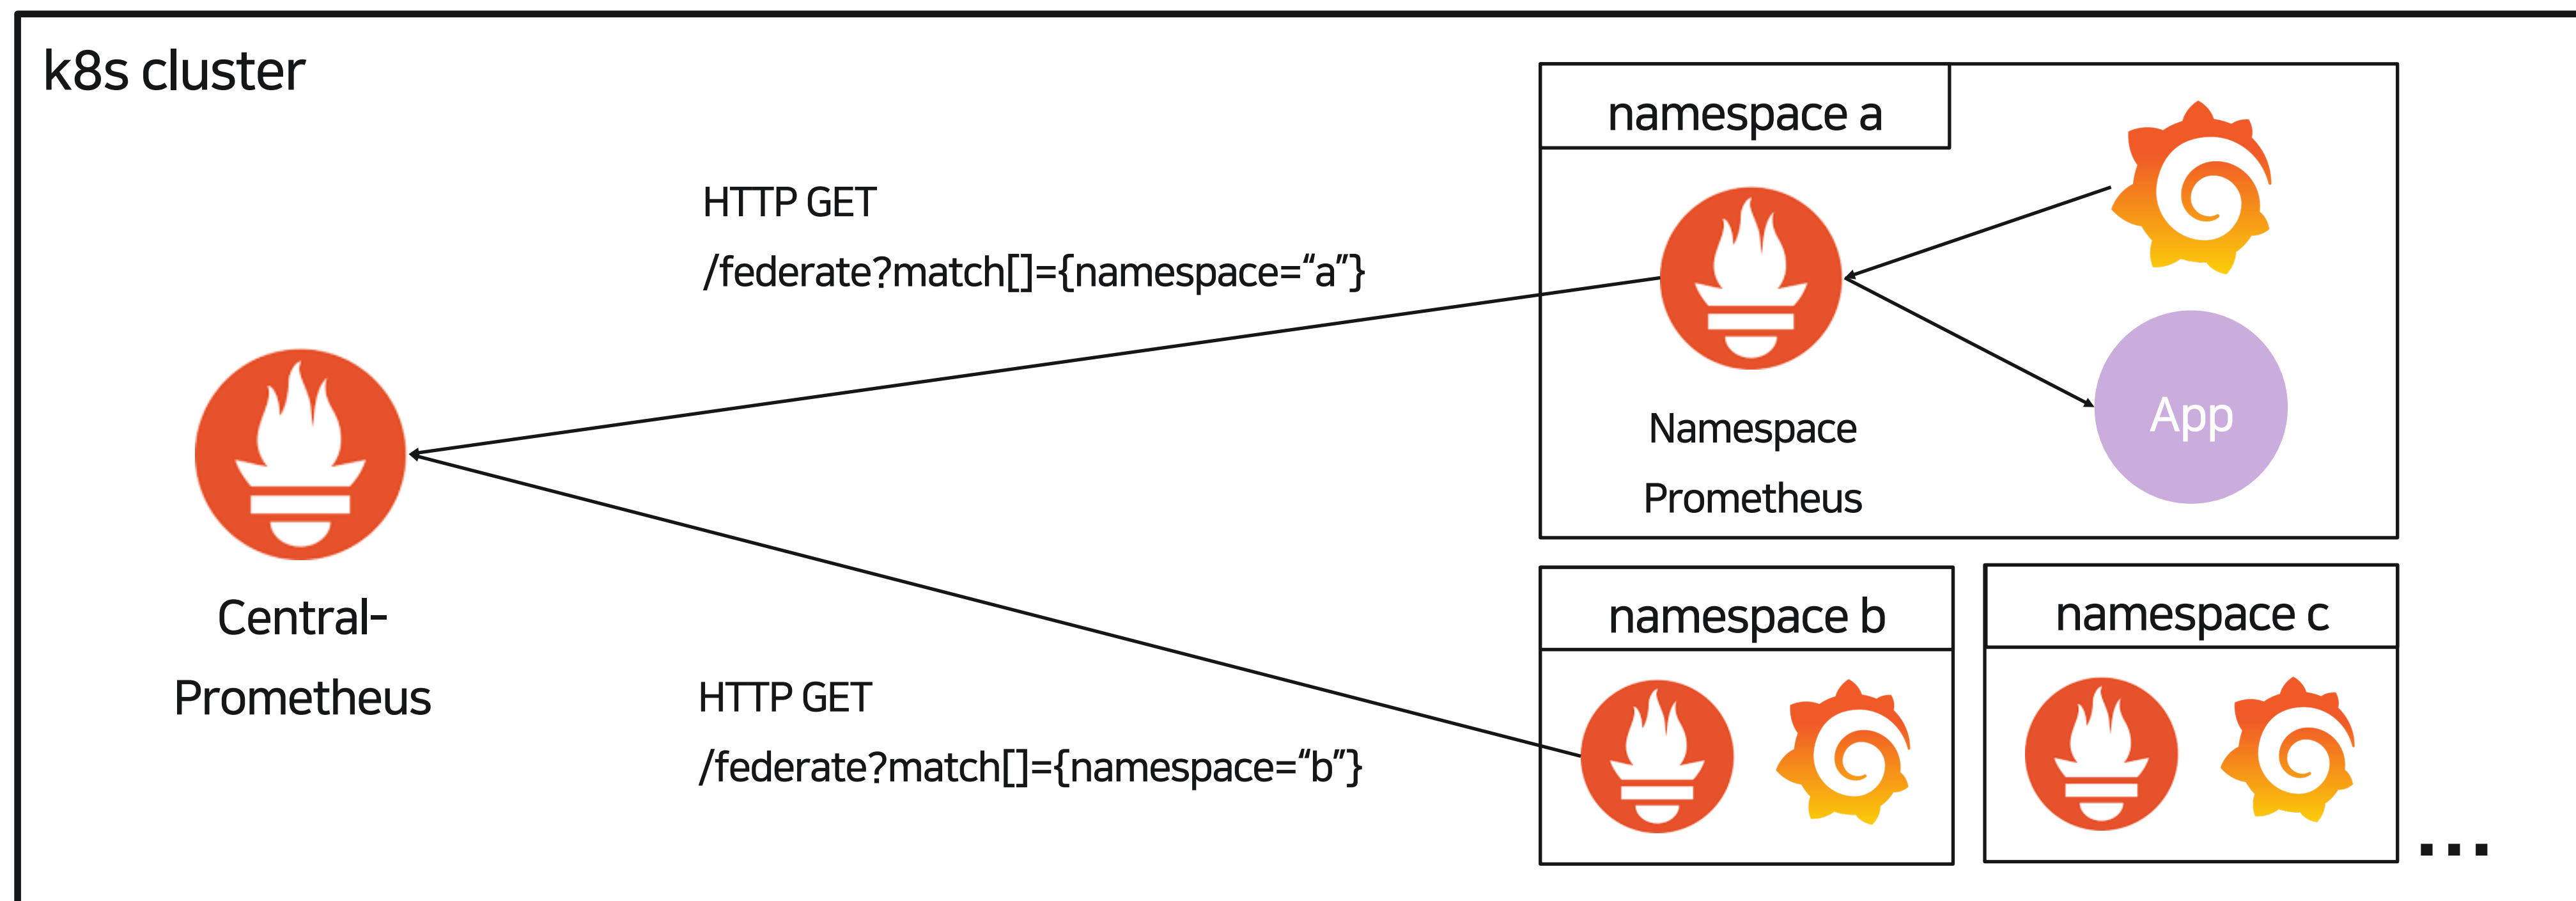 k8s cluster
namespace a
HTTP GET
/federate?match[]={namespace=“a”}
Namespace
Prometheus
App
Central-
Prometheus
HTTP GET
/federate?match[]={namespace=“b”}
namespace b
namespace c
...